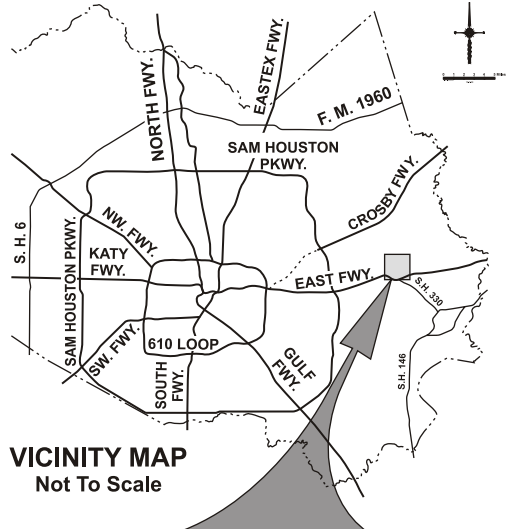 NORTH FWY.
EASTEX FWY.
F. M. 1960
SAM HOUSTON
PKWY.
CROSBY FWY.
S. H. 6
NW. FWY.
KATY
FWY.
SAM HOUSTON PKWY.
EAST FWY.
S.H. 330
610 LOOP
SW. FWY.
SOUTH
FWY.
GULF
FWY.
S.H. 146
VICINITY MAP
Not To Scale